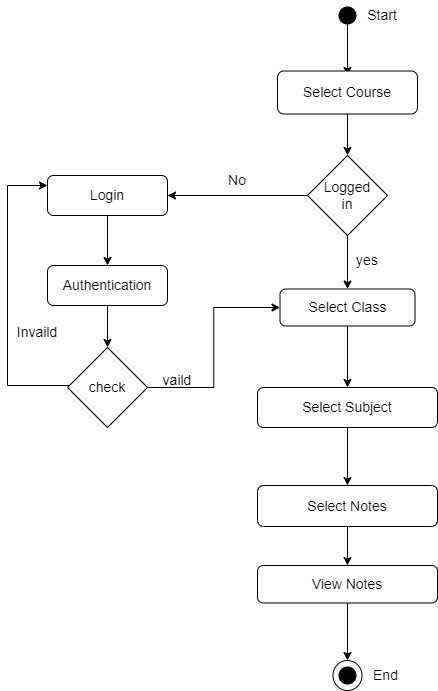 Start
Select Course
Logged
in
No
Login
yes
Authentication
Select Class
Invaild
check
vaild
Select Subject
Select Notes
View Notes
End